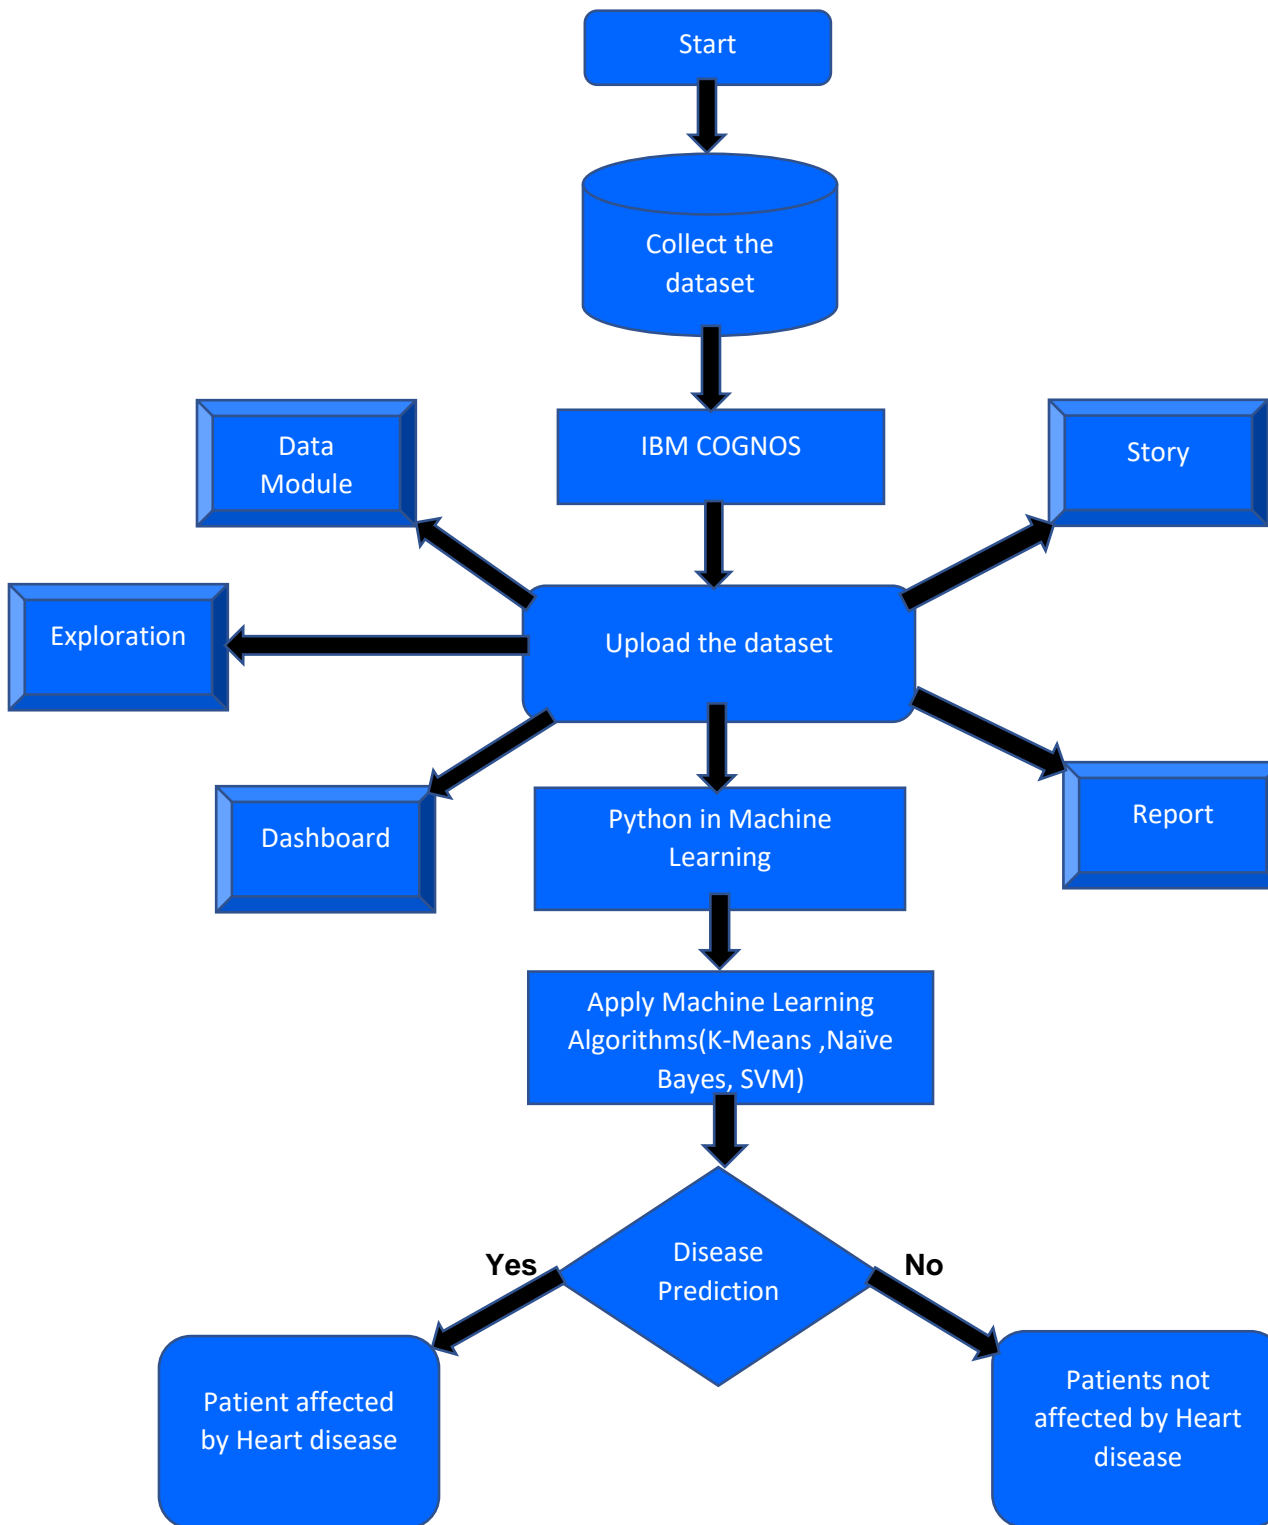 Start
Collect the
dataset
IBM COGNOS
Data
Module
Story
Exploration
Upload the dataset
Dashboard
Python in Machine
Learning
Report
Apply Machine Learning
Algorithms(K-Means ,Naïve
Bayes, SVM)
Disease
Prediction
Yes
No
Patient affected
by Heart disease
Patients not
affected by Heart
disease